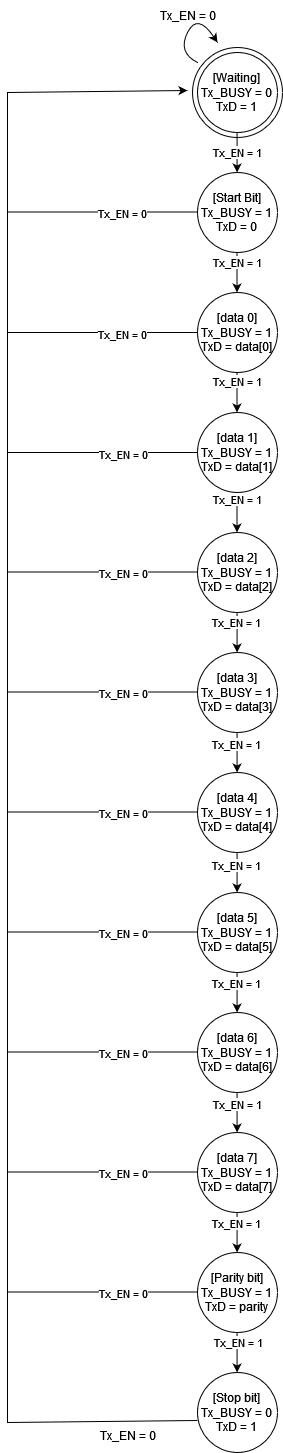 Tx_EN = 0
[Waiting]
Tx_BUSY = 0
TxD = 1
Tx_EN = 1
[Start Bit]
Tx_BUSY = 1
TxD = 0
Tx_EN = 0
Tx_EN = 1
[data 0]
Tx_BUSY = 1
TxD = data[0]
Tx_EN = 0
Tx_EN = 1
[data 1]
Tx_BUSY = 1
TxD = data[1]
Tx_EN = 0
Tx_EN = 1
[data 2]
Tx_BUSY = 1
TxD = data[2]
Tx_EN = 0
Tx_EN = 1
[data 3]
Tx_BUSY = 1
TxD = data[3]
Tx_EN = 0
Tx_EN = 1
[data 4]
Tx_BUSY = 1
TxD = data[4]
Tx_EN = 0
Tx_EN = 1
[data 5]
Tx_BUSY = 1
TxD = data[5]
Tx_EN = 0
Tx_EN = 1
[data 6]
Tx_BUSY = 1
TxD = data[6]
Tx_EN = 0
Tx_EN = 1
[data 7]
Tx_BUSY = 1
TxD = data[7]
Tx_EN = 0
Tx_EN = 1
[Parity bit]
Tx_BUSY = 1
TxD = parity
Tx_EN = 0
Tx_EN = 1
[Stop bit]
Tx_BUSY = 0
TxD = 1
Tx_EN = 0